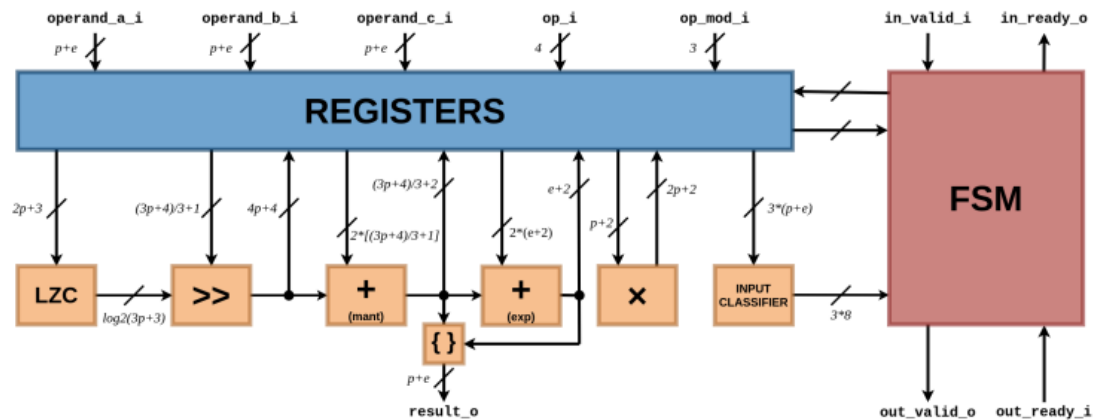 operand_a_i operand_b_i operand_c_i op_i op_mod_i in_valid_i in_ready_o
p+e p+e p+e 4 3
REGISTERS
FSM
2p+3 (3p+4)/3+1 4p+4 2*[(3p+4)/3+1] (3p+4)/3+2 2*(e+2) e+2 p+2 2p+2 3*(p+e)
LZC >> + (mant) + (exp) × INPUT CLASSIFIER
log2(3p+3) 3*8
{ }
p+e
result_o out_valid_o out_ready_i